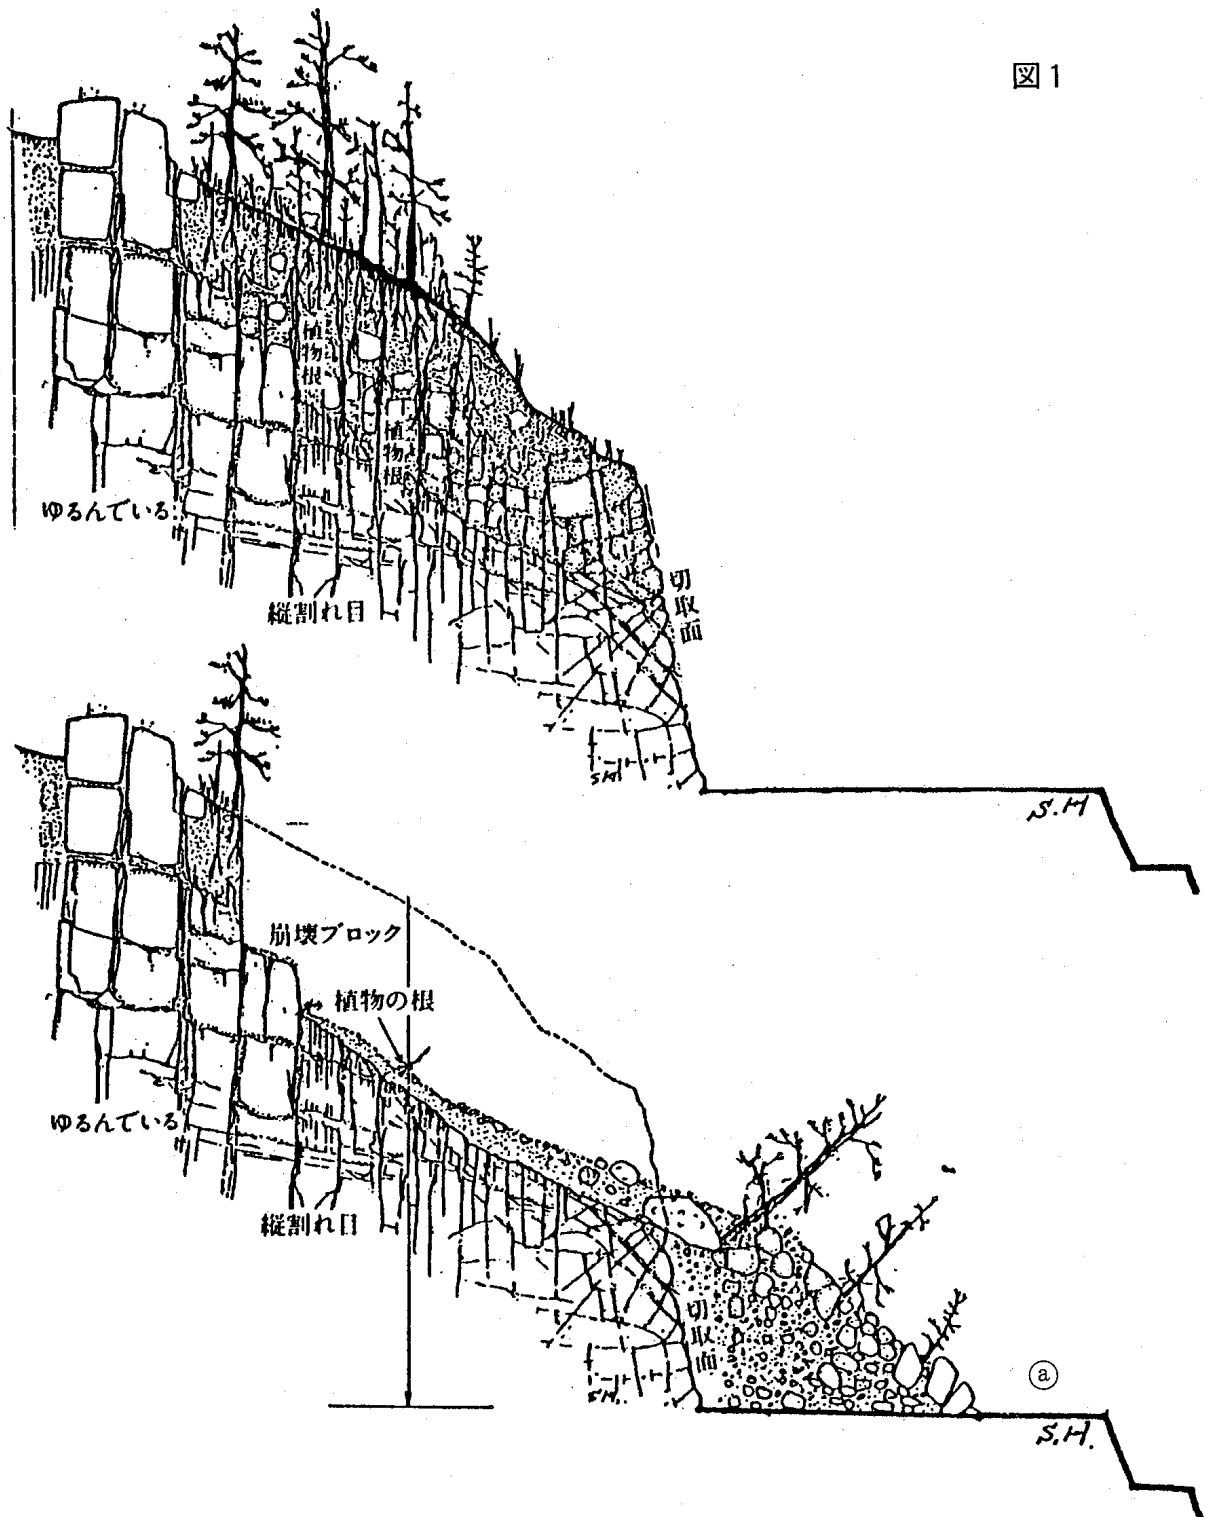 図1
植物根
植物根
ゆるんでいる
縦割れ目
切取面
S.H.
S.H
崩壊ブロック
植物の根
ゆるんでいる
縦割れ目
切取面
S.H.
ⓐ
S.H.